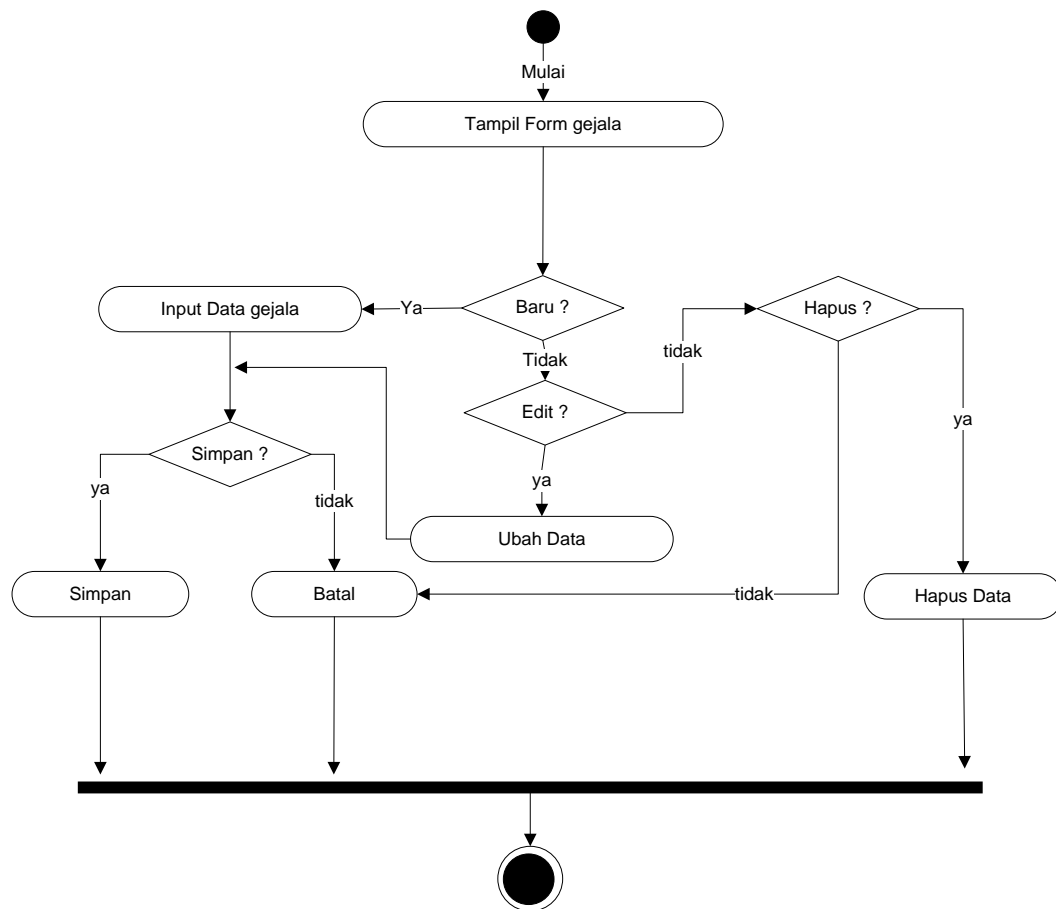 Mulai
Tampil Form gejala
Input Data gejala
Ya
Baru ?
Hapus ?
Tidak
tidak
Edit ?
ya
Simpan ?
ya
tidak
ya
Ubah Data
Simpan
Batal
tidak
Hapus Data